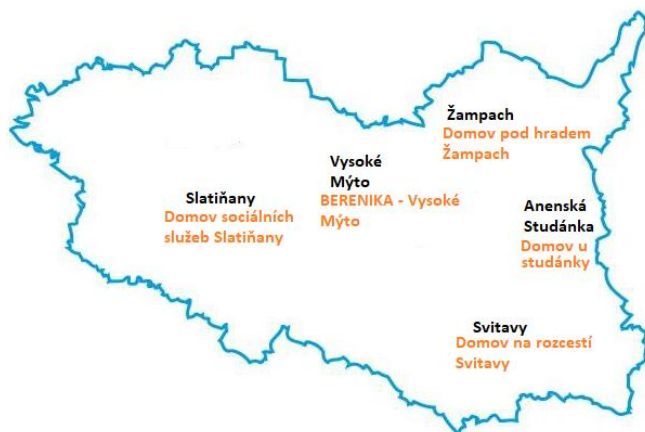 Žampach
Domov pod hradem
Žampach
Vysoké
Mýto
BERENIKA - Vysoké
Mýto
Slatiňany
Domov sociálních
služeb Slatiňany
Anenská
Studánka
Domov u
studánky
Svitavy
Domov na rozcestí
Svitavy